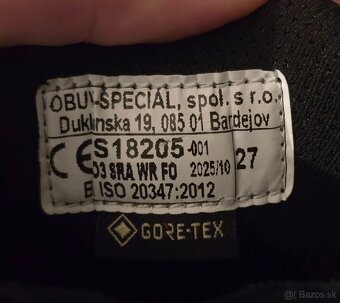 OBUV-SPECIAL, spol. s r.o.
Duklianska 19, 085 01 Bardejov
CE S18205-001 27
O3 SRA WR FO 2025/10
EN ISO 20347:2012
GORE-TEX
Bazos.sk